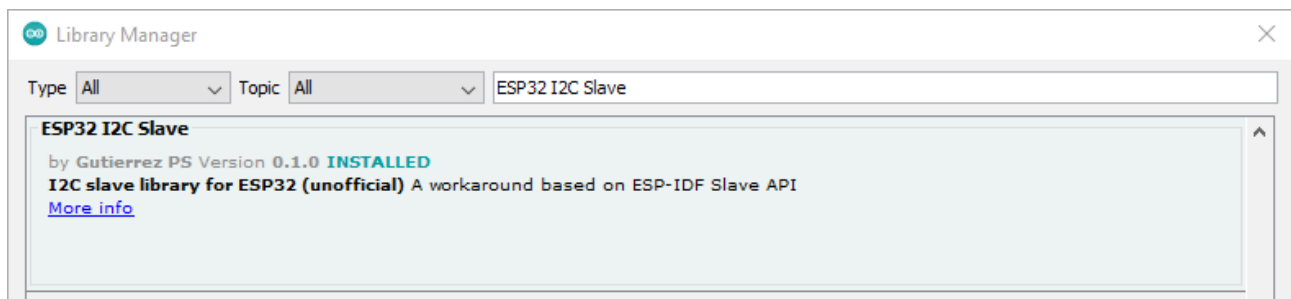 Library Manager
Type All Topic All ESP32 I2C Slave
ESP32 I2C Slave
by Gutierrez PS Version 0.1.0 INSTALLED
I2C slave library for ESP32 (unofficial) A workaround based on ESP-IDF Slave API
More info